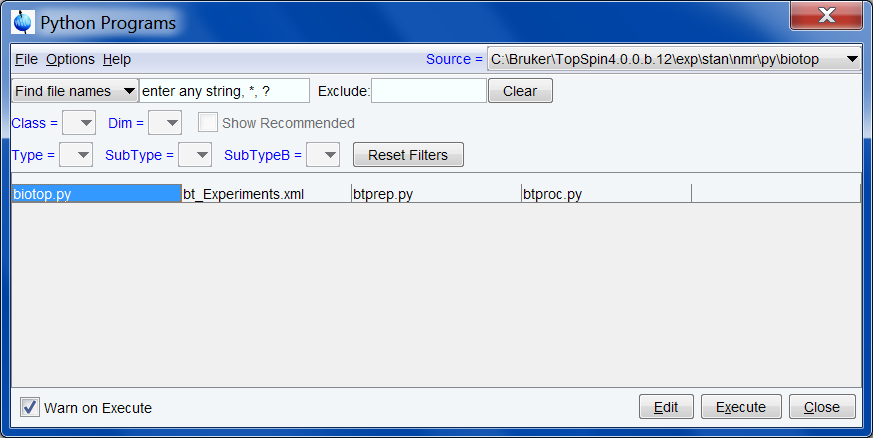 Python Programs
File Options Help Source = C:\Bruker\TopSpin4.0.0.b.12\exp\stan\nmr\py\biotop
Find file names enter any string, *, ? Exclude: Clear
Class = Dim = Show Recommended
Type = SubType = SubTypeB = Reset Filters
biotop.py bt_Experiments.xml btprep.py btproc.py
Warn on Execute Edit Execute Close